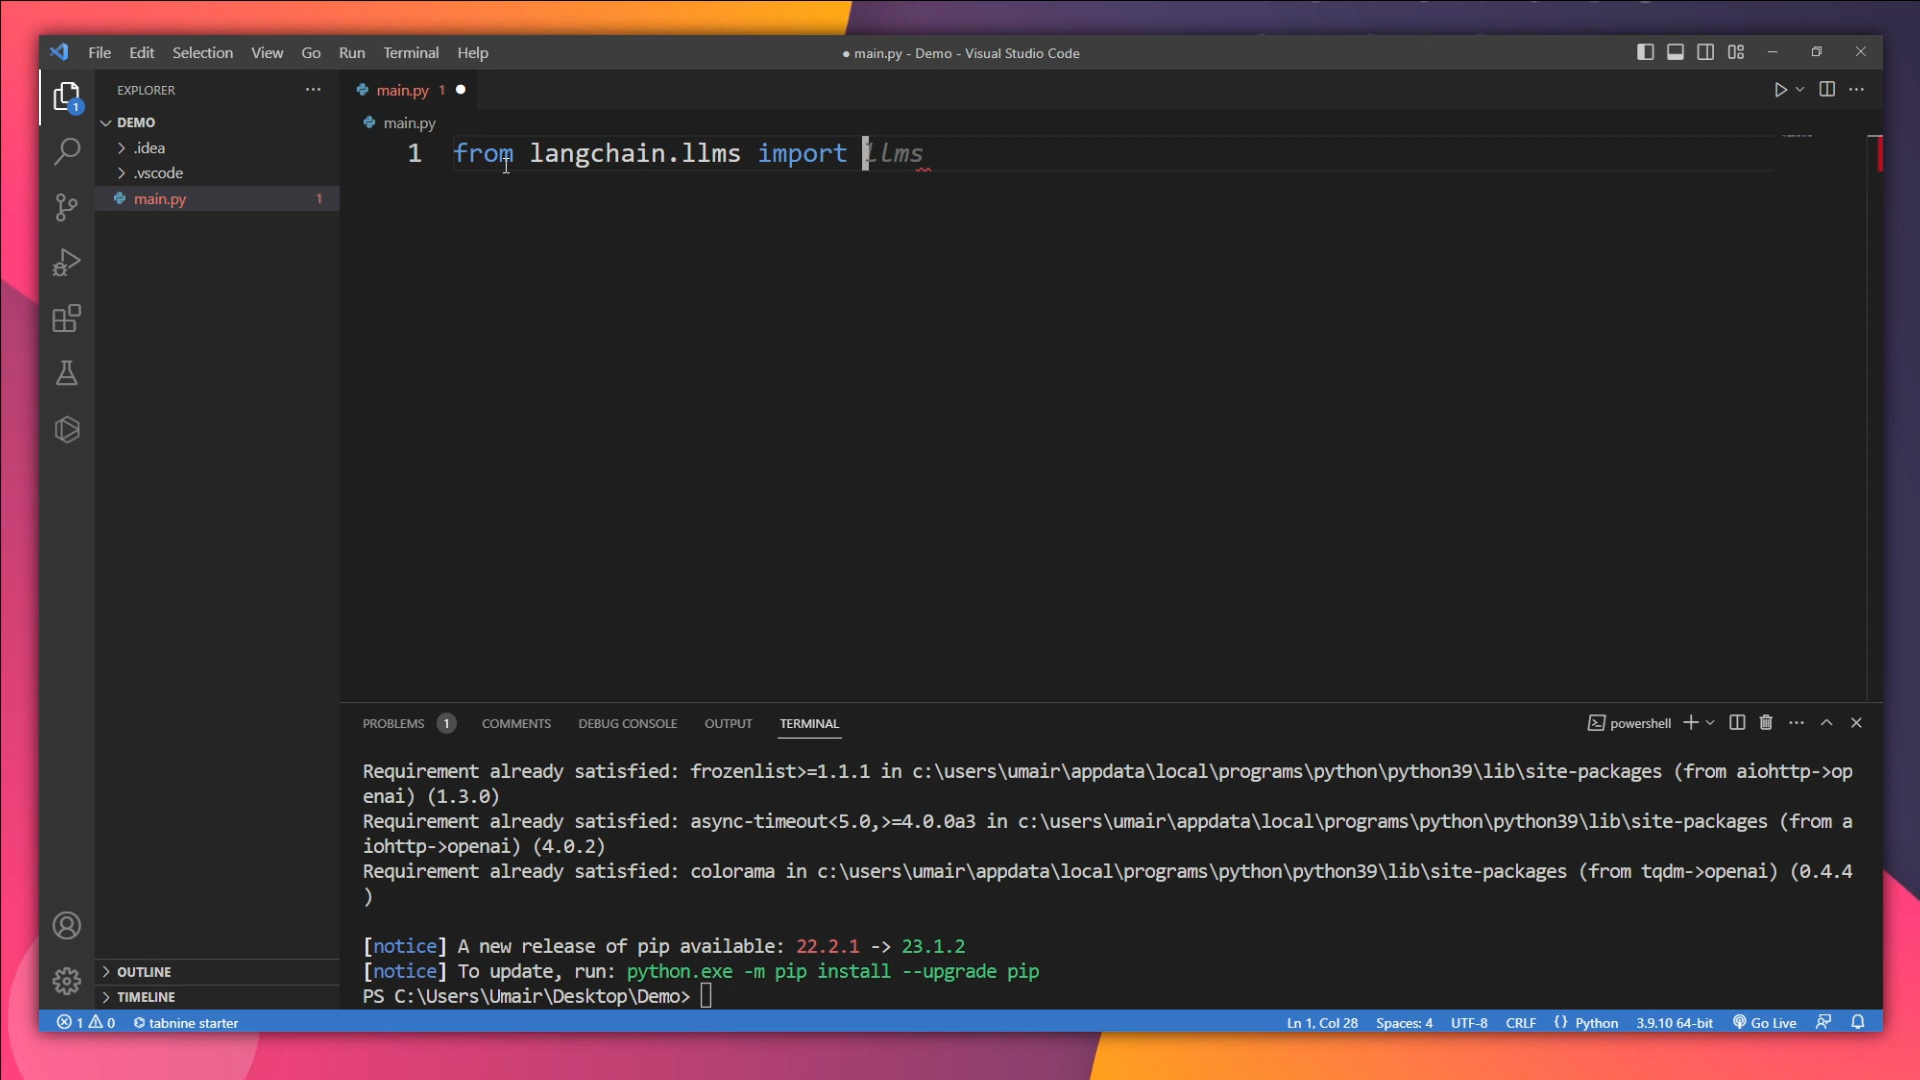 File Edit Selection View Go Run Terminal Help
● main.py - Demo - Visual Studio Code
1
EXPLORER
DEMO
.idea
.vscode
main.py 1
main.py 1
main.py
1 from langchain.llms import llms
PROBLEMS 1 COMMENTS DEBUG CONSOLE OUTPUT TERMINAL
powershell
Requirement already satisfied: frozenlist>=1.1.1 in c:\users\umair\appdata\local\programs\python\python39\lib\site-packages (from aiohttp->op
enai) (1.3.0)
Requirement already satisfied: async-timeout<5.0,>=4.0.0a3 in c:\users\umair\appdata\local\programs\python\python39\lib\site-packages (from a
iohttp->openai) (4.0.2)
Requirement already satisfied: colorama in c:\users\umair\appdata\local\programs\python\python39\lib\site-packages (from tqdm->openai) (0.4.4
)
[notice] A new release of pip available: 22.2.1 -> 23.1.2
[notice] To update, run: python.exe -m pip install --upgrade pip
PS C:\Users\Umair\Desktop\Demo>
OUTLINE
TIMELINE
1 0 tabnine starter
Ln 1, Col 28 Spaces: 4 UTF-8 CRLF {} Python 3.9.10 64-bit Go Live